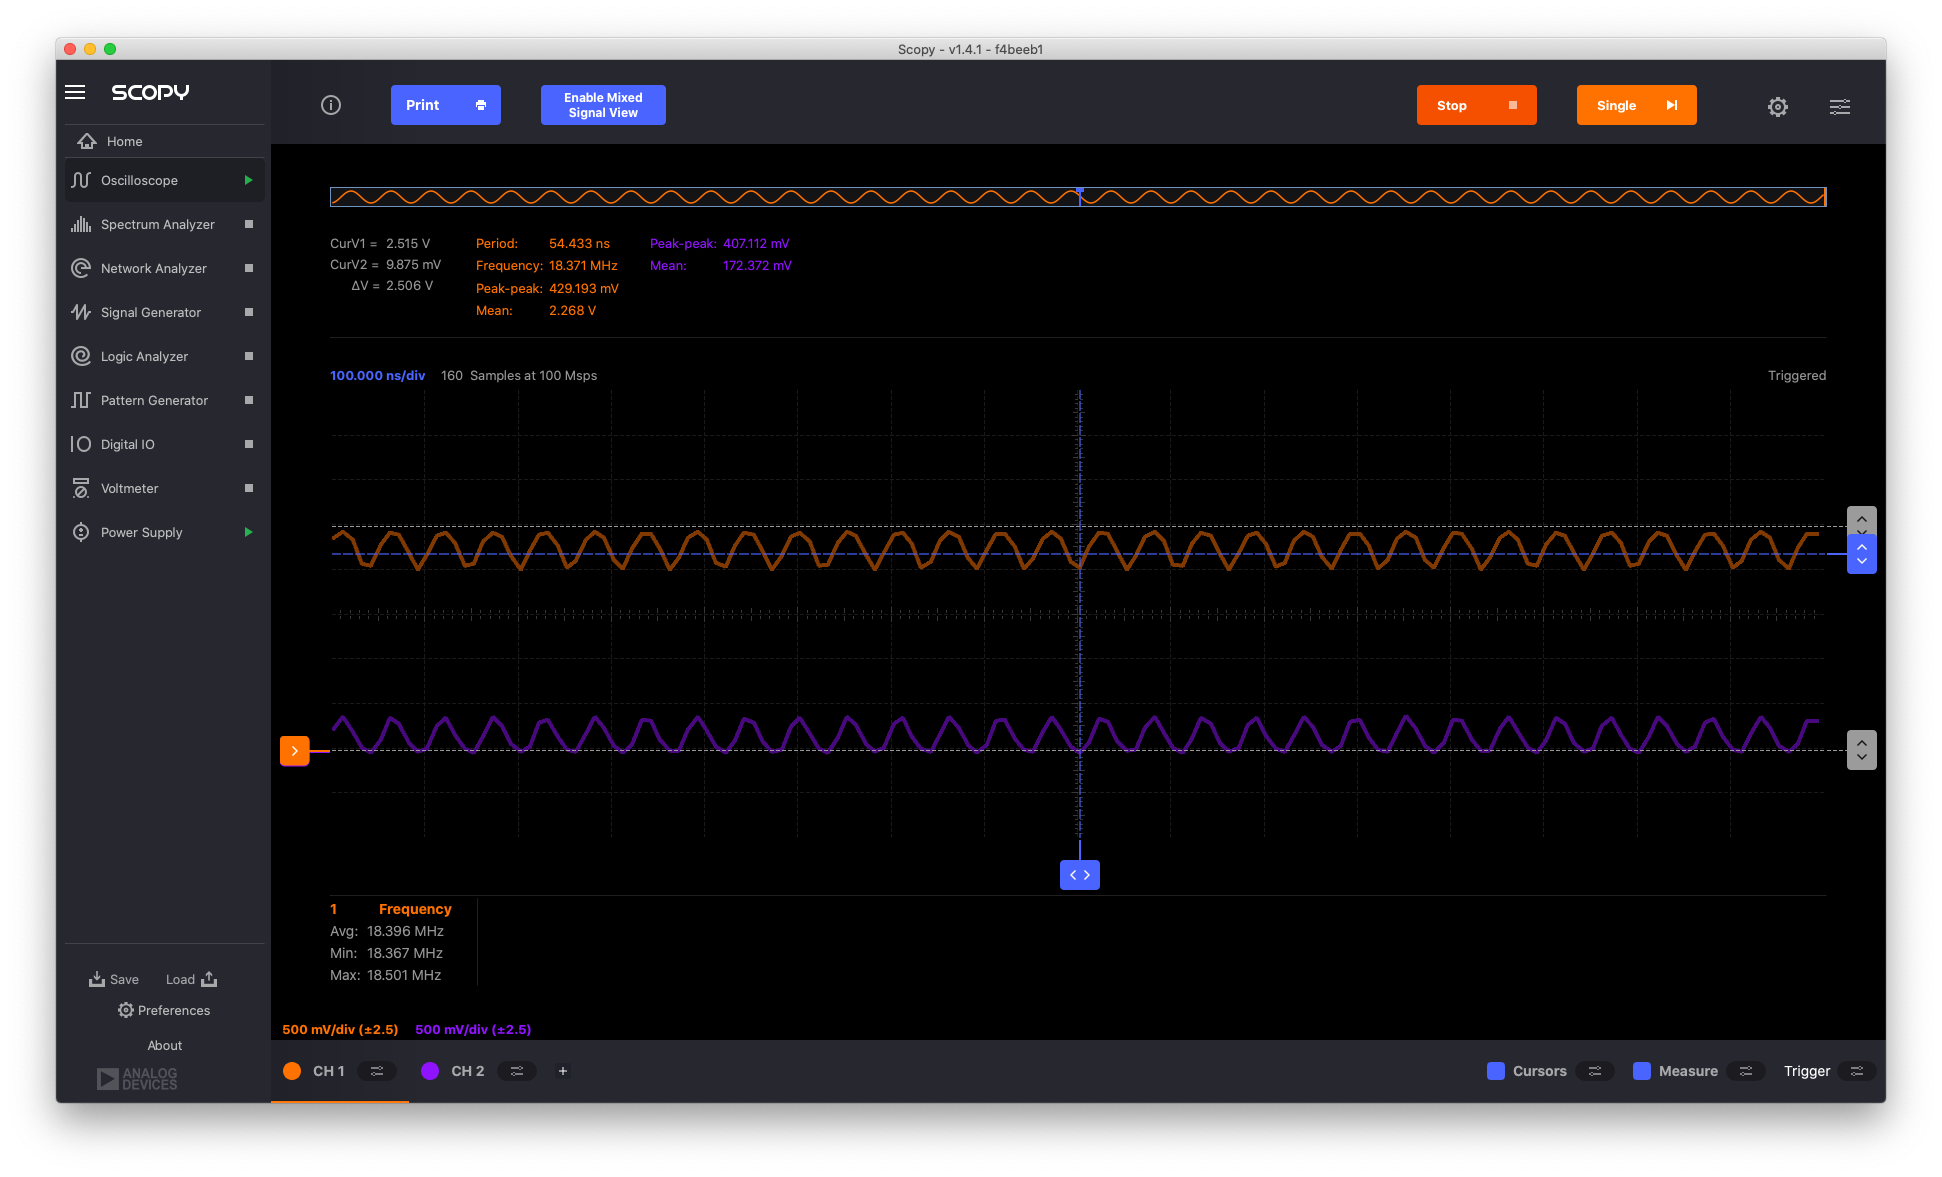 Scopy - v1.4.1 - f4beeb1
SCOPY
Home
Oscilloscope
Spectrum Analyzer
Network Analyzer
Signal Generator
Logic Analyzer
Pattern Generator
Digital IO
Voltmeter
Power Supply
Save Load
Preferences
About
ANALOG
DEVICES
Print
Enable Mixed
Signal View
Stop
Single
CurV1 = 2.515 V
CurV2 = 9.875 mV
ΔV = 2.506 V
Period: 54.433 ns
Frequency: 18.371 MHz
Peak-peak: 429.193 mV
Mean: 2.268 V
Peak-peak: 407.112 mV
Mean: 172.372 mV
100.000 ns/div 160 Samples at 100 Msps
Triggered
1 Frequency
Avg: 18.396 MHz
Min: 18.367 MHz
Max: 18.501 MHz
500 mV/div (±2.5) 500 mV/div (±2.5)
CH 1 CH 2 +
Cursors Measure Trigger